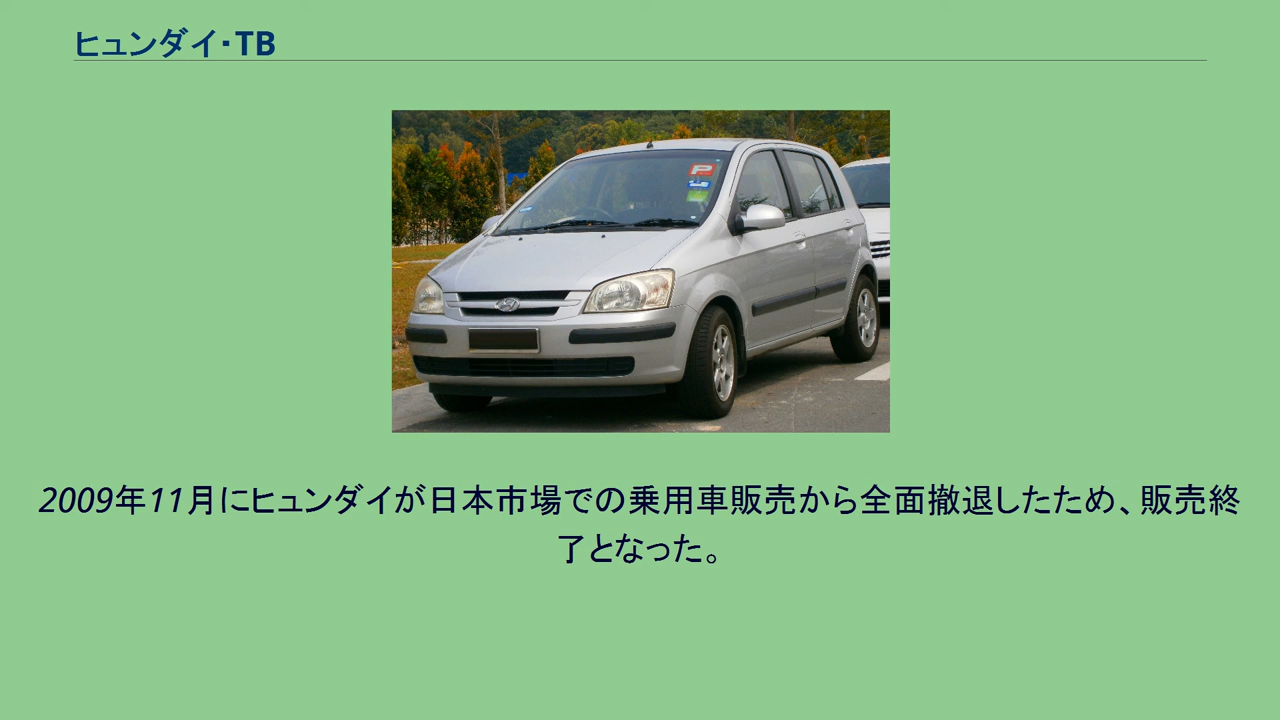 ヒュンダイ・TB
P
2009年11月にヒュンダイが日本市場での乗用車販売から全面撤退したため、販売終
了となった。